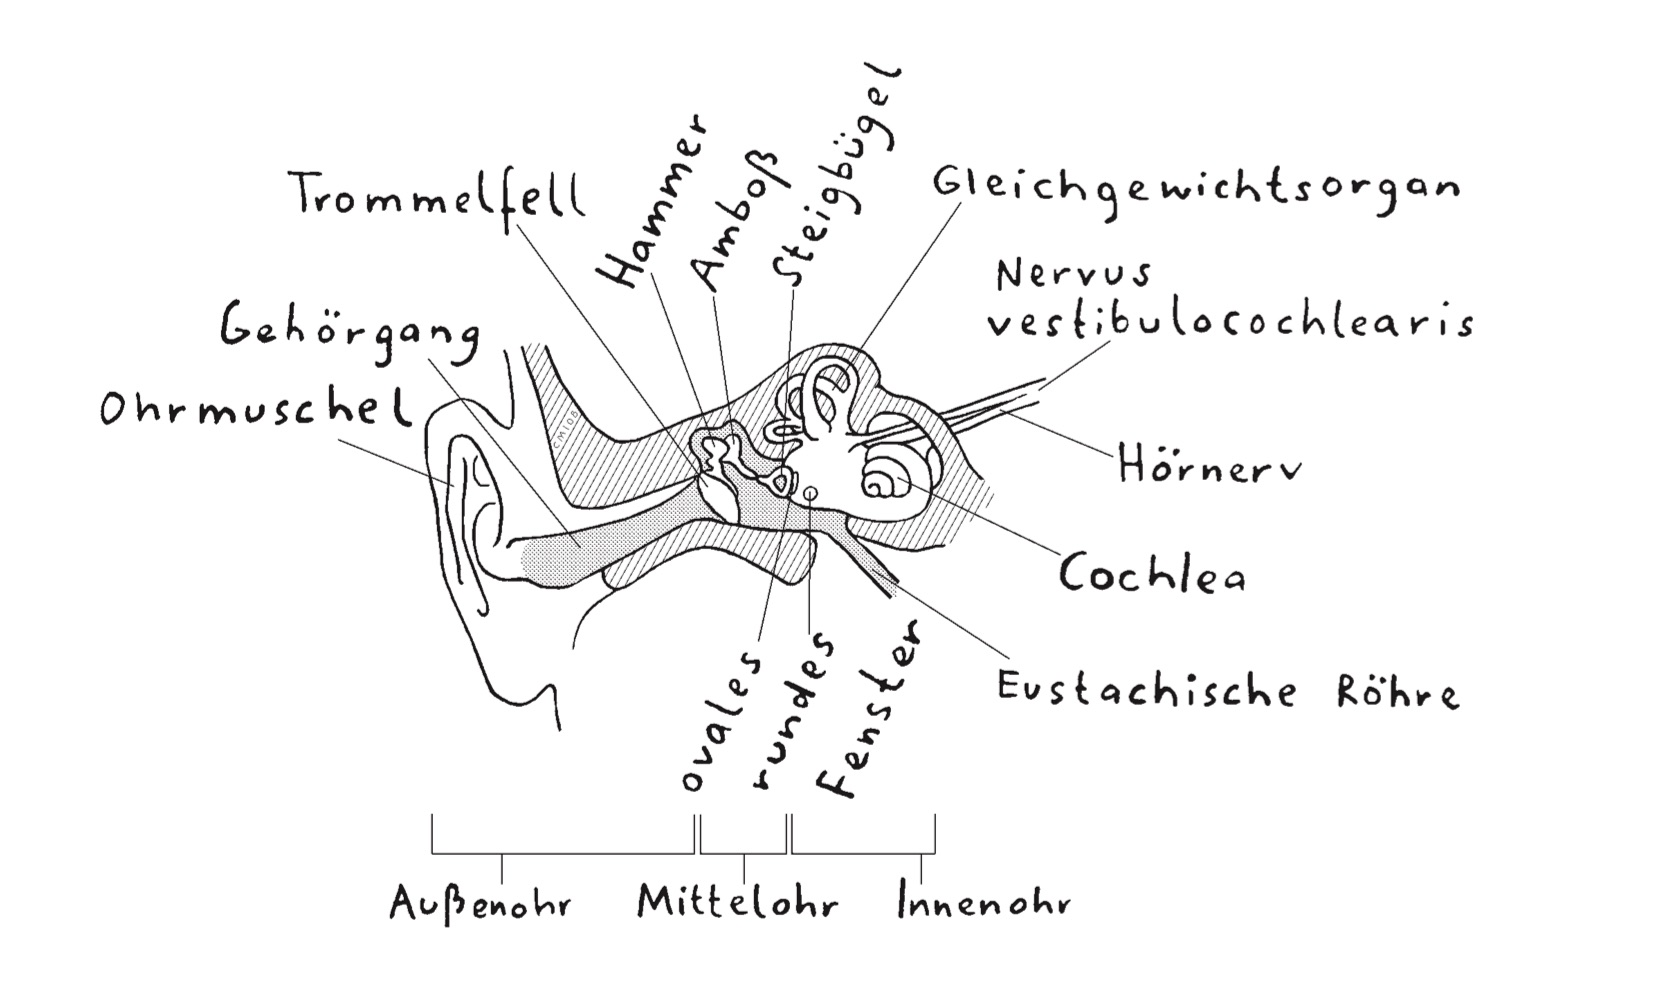 Steigbügel
Hammer
Amboß
Trommelfell
Gleichgewichtsorgan
Nervus
vestibulocochlearis
Gehörgang
Ohrmuschel
CMI08
Hörnerv
Cochlea
Eustachische Röhre
ovales
rundes
Fenster
Außenohr
Mittelohr
Innenohr